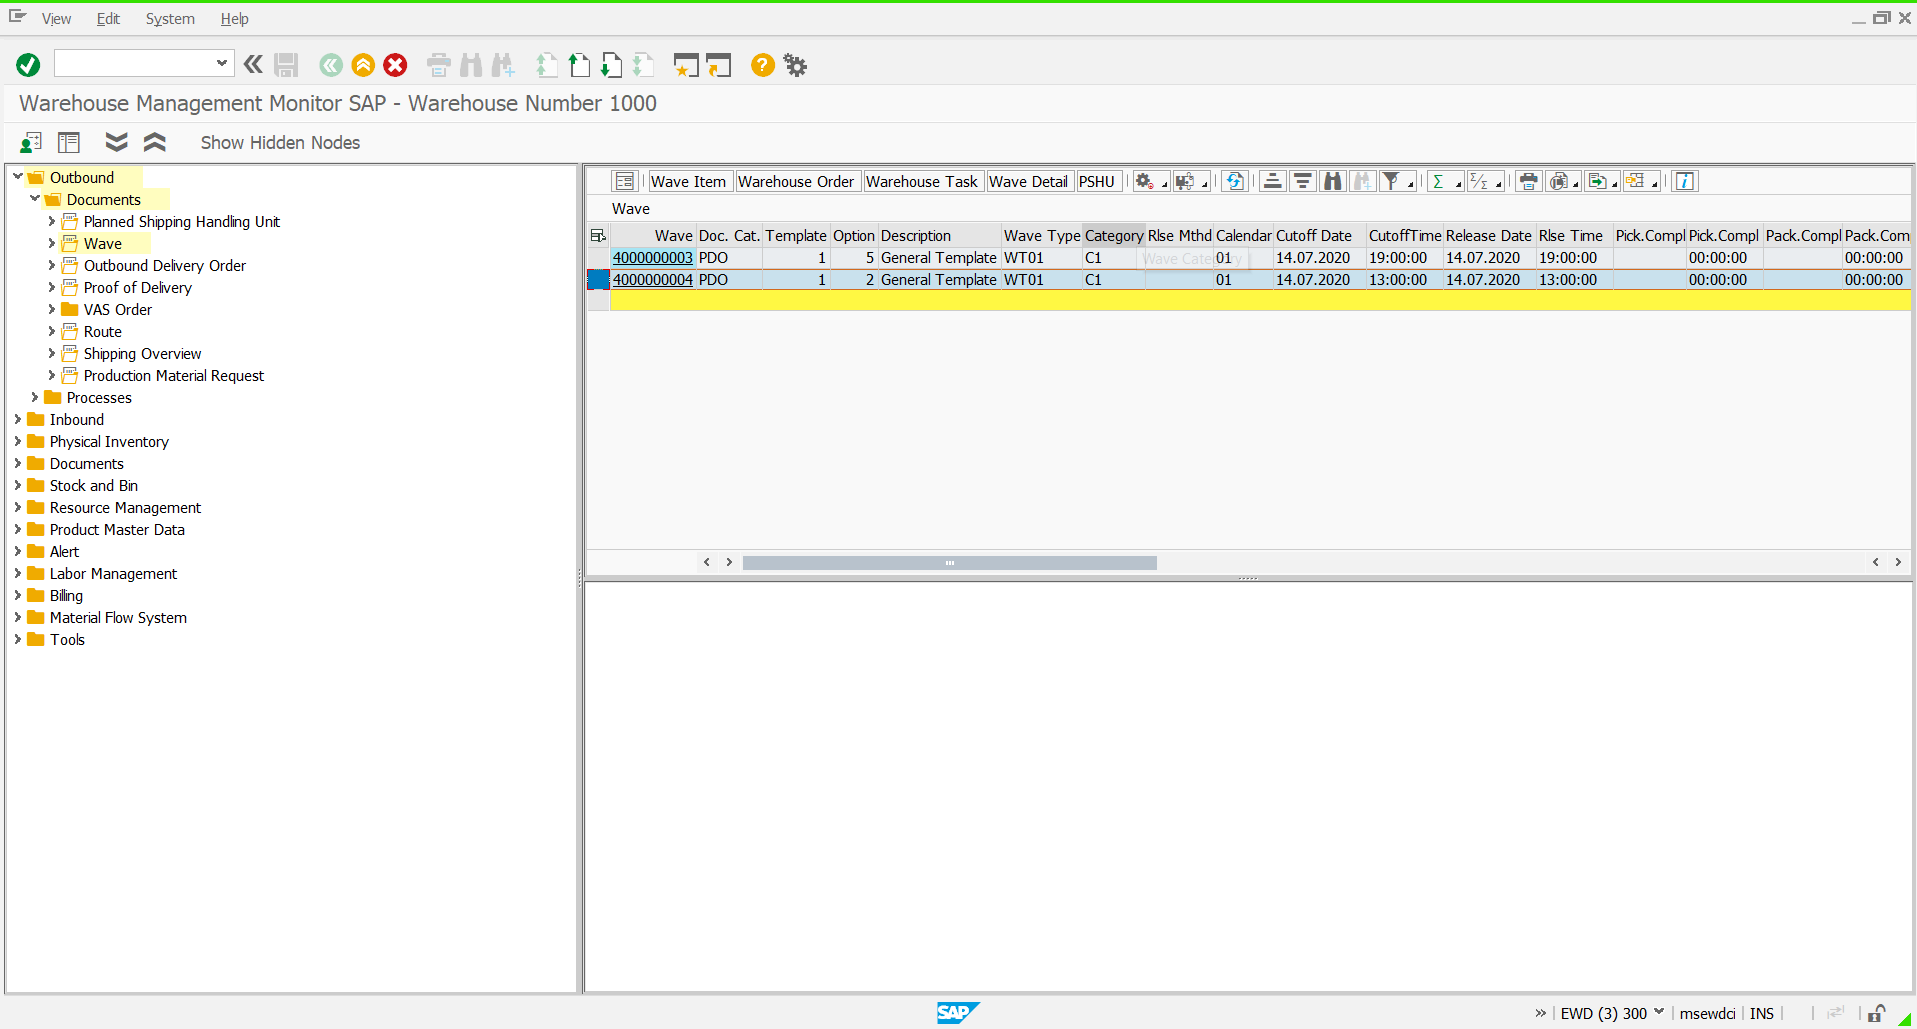 View Edit System Help
Warehouse Management Monitor SAP - Warehouse Number 1000
Show Hidden Nodes
Outbound
Documents
Planned Shipping Handling Unit
Wave
Outbound Delivery Order
Proof of Delivery
VAS Order
Route
Shipping Overview
Production Material Request
Processes
Inbound
Physical Inventory
Documents
Stock and Bin
Resource Management
Product Master Data
Alert
Labor Management
Billing
Material Flow System
Tools
Wave Item Warehouse Order Warehouse Task Wave Detail PSHU
Wave
Wave Doc. Cat. Template Option Description Wave Type Category Rlse Mthd Calendar Cutoff Date CutoffTime Release Date Rlse Time Pick.Compl Pick.Compl Pack.Compl Pack.Com
4000000003 PDO 1 5 General Template WT01 C1 01 14.07.2020 19:00:00 14.07.2020 19:00:00 00:00:00 00:00:00
Wave Category
4000000004 PDO 1 2 General Template WT01 C1 01 14.07.2020 13:00:00 14.07.2020 13:00:00 00:00:00 00:00:00
SAP
» EWD (3) 300 msewdci INS